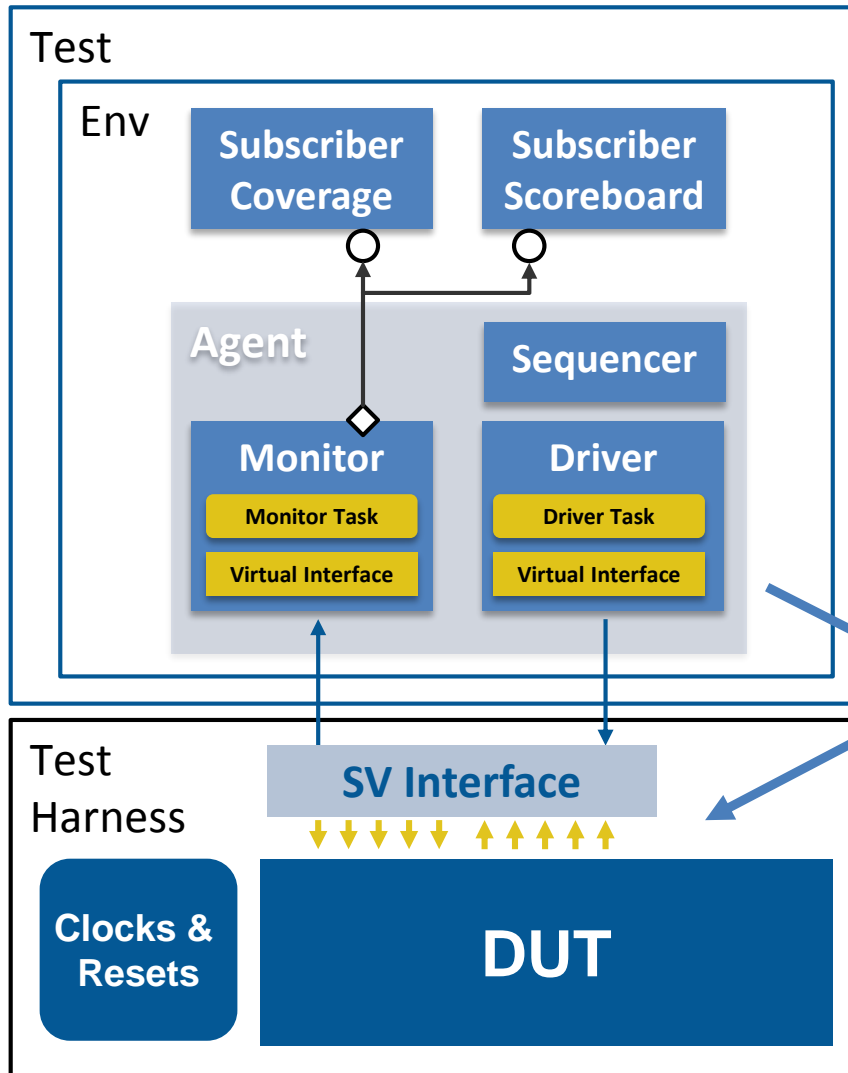 Test
Env
Subscriber
Coverage
Subscriber
Scoreboard
Agent
Sequencer
Monitor
Monitor Task
Virtual Interface
Driver
Driver Task
Virtual Interface
Test
Harness
SV Interface
Clocks &
Resets
DUT